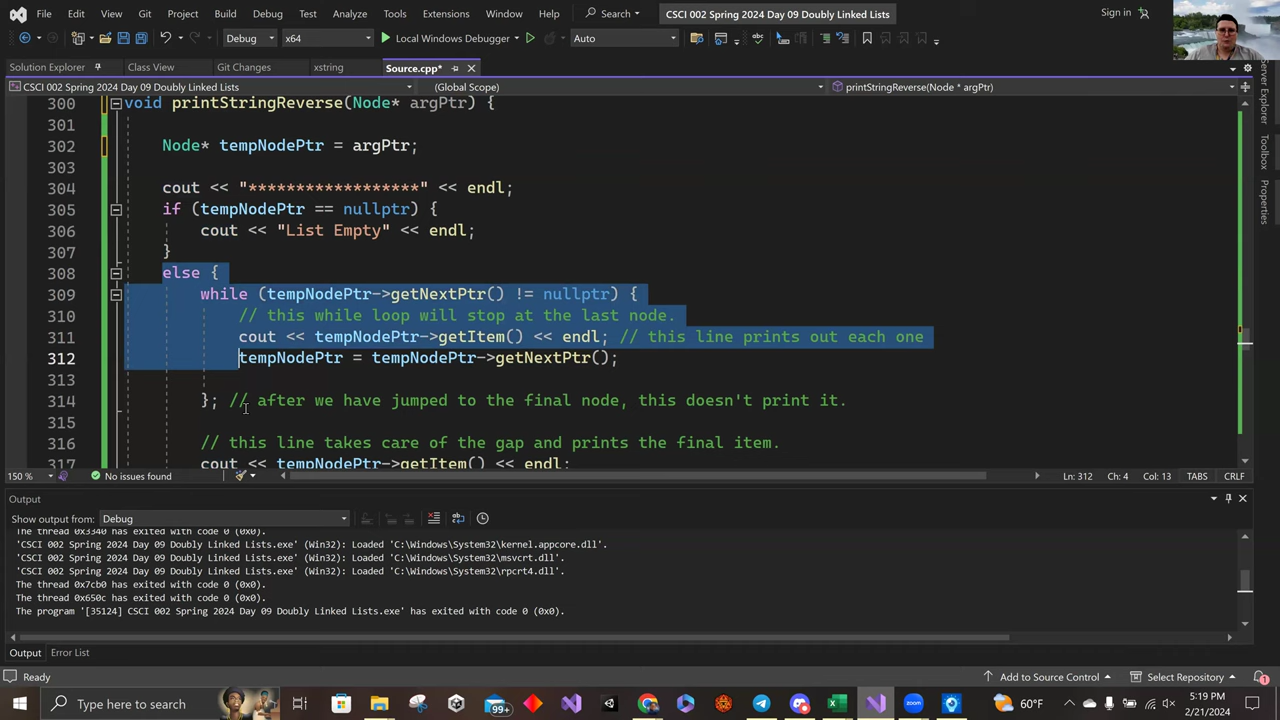 File Edit View Git Project Build Debug Test Analyze Tools Extensions Window Help Search CSCI 002 Spring 2024 Day 09 Doubly Linked Lists Sign in
Debug x64 Local Windows Debugger Auto
Solution Explorer Class View Git Changes xstring Source.cpp*
CSCI 002 Spring 2024 Day 09 Doubly Linked Lists (Global Scope) printStringReverse(Node * argPtr)
300 void printStringReverse(Node* argPtr) {
301
302 Node* tempNodePtr = argPtr;
303
304 cout << "******************" << endl;
305 if (tempNodePtr == nullptr) {
306 cout << "List Empty" << endl;
307 }
308 else {
309 while (tempNodePtr->getNextPtr() != nullptr) {
310 // this while loop will stop at the last node.
311 cout << tempNodePtr->getItem() << endl; // this line prints out each one
312 tempNodePtr = tempNodePtr->getNextPtr();
313
314 }; // after we have jumped to the final node, this doesn't print it.
315
316 // this line takes care of the gap and prints the final item.
317 cout << tempNodePtr->getItem() << endl;
Server Explorer
Toolbox
Properties
150 % No issues found Ln: 312 Ch: 4 Col: 13 TABS CRLF
Output
Show output from: Debug
The thread 0x3340 has exited with code 0 (0x0).
'CSCI 002 Spring 2024 Day 09 Doubly Linked Lists.exe' (Win32): Loaded 'C:\Windows\System32\kernel.appcore.dll'.
'CSCI 002 Spring 2024 Day 09 Doubly Linked Lists.exe' (Win32): Loaded 'C:\Windows\System32\msvcrt.dll'.
'CSCI 002 Spring 2024 Day 09 Doubly Linked Lists.exe' (Win32): Loaded 'C:\Windows\System32\rpcrt4.dll'.
The thread 0x7cb0 has exited with code 0 (0x0).
The thread 0x650c has exited with code 0 (0x0).
The program '[35124] CSCI 002 Spring 2024 Day 09 Doubly Linked Lists.exe' has exited with code 0 (0x0).
Output Error List
Ready Add to Source Control Select Repository 1
Type here to search 99+ 60°F 5:19 PM
2/21/2024